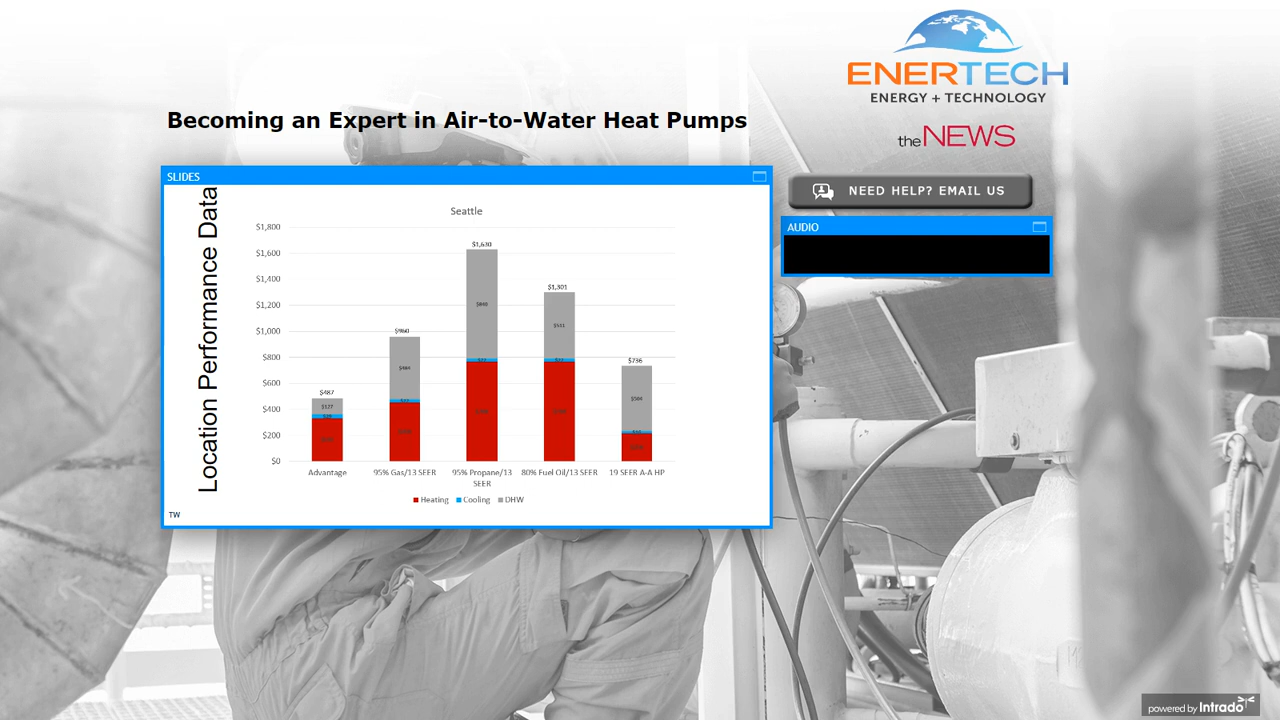 ENERTECH
ENERGY + TECHNOLOGY
Becoming an Expert in Air-to-Water Heat Pumps
theNEWS
SLIDES
NEED HELP? EMAIL US
AUDIO
Location Performance Data
Seattle
$1,800
$1,600
$1,400
$1,200
$1,000
$800
$600
$400
$200
$0
$487
$960
$1,630
$1,301
$736
$127
Advantage
95% Gas/13 SEER
95% Propane/13 SEER
80% Fuel Oil/13 SEER
19 SEER A-A HP
Heating Cooling DHW
TW
powered by Intrado